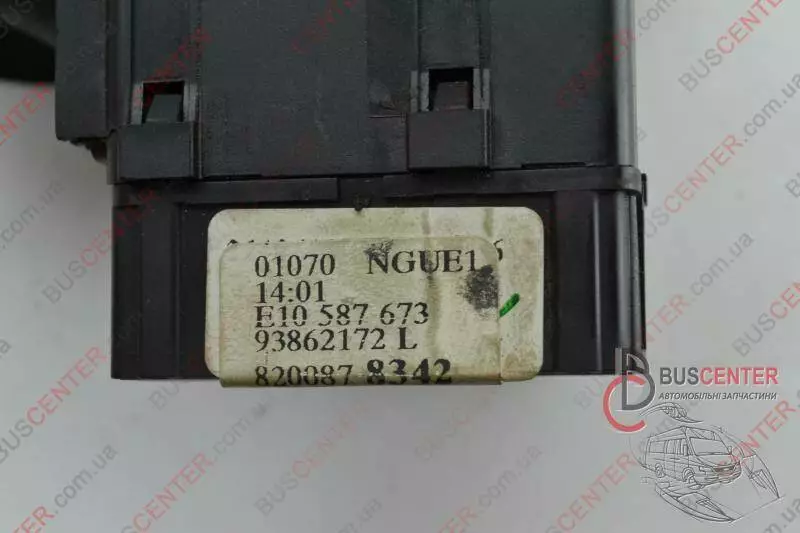 01070 NGUE1
14:01
E10 587 673
93862172 L
820087 8342
BUSCENTER
АВТОМОБІЛЬНІ ЗАПЧАСТИНИ
BUSCENTER.com.ua